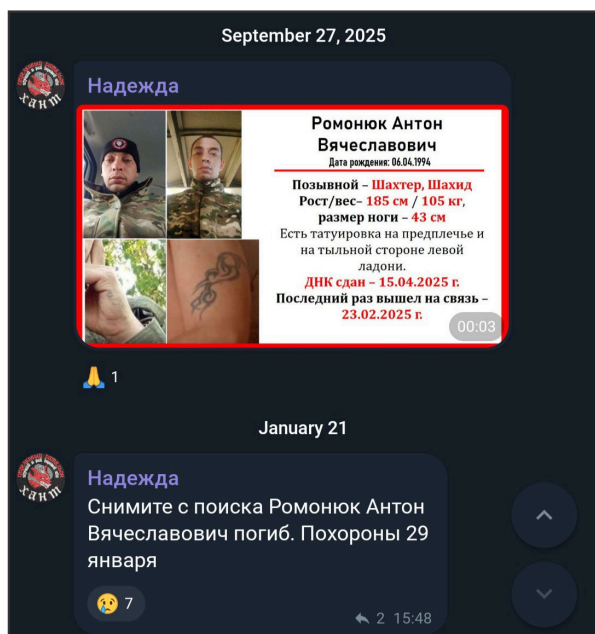 September 27, 2025
Надежда
Ромонюк Антон
Вячеславович
Дата рождения: 06.04.1994
Позывной – Шахтер, Шахид
Рост/вес– 185 см / 105 кг,
размер ноги – 43 см
Есть татуировка на предплечье и
на тыльной стороне левой
ладони.
ДНК сдан – 15.04.2025 г.
Последний раз вышел на связь –
23.02.2025 г.
00:03
🙏 1
January 21
хант
Надежда
Снимите с поиска Ромонюк Антон
Вячеславович погиб. Похороны 29
января
😢 7
2 15:48